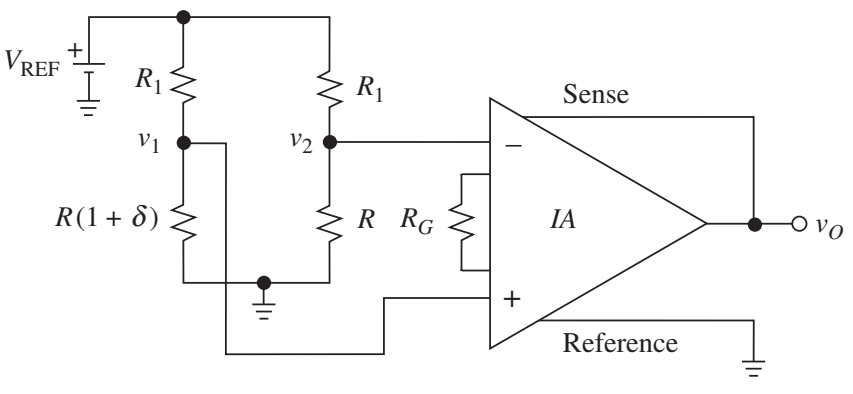 Sense
V_REF
+
R_1
R_1
v_1
v_2
−
R(1 + δ)
R
R_G
IA
v_O
+
Reference